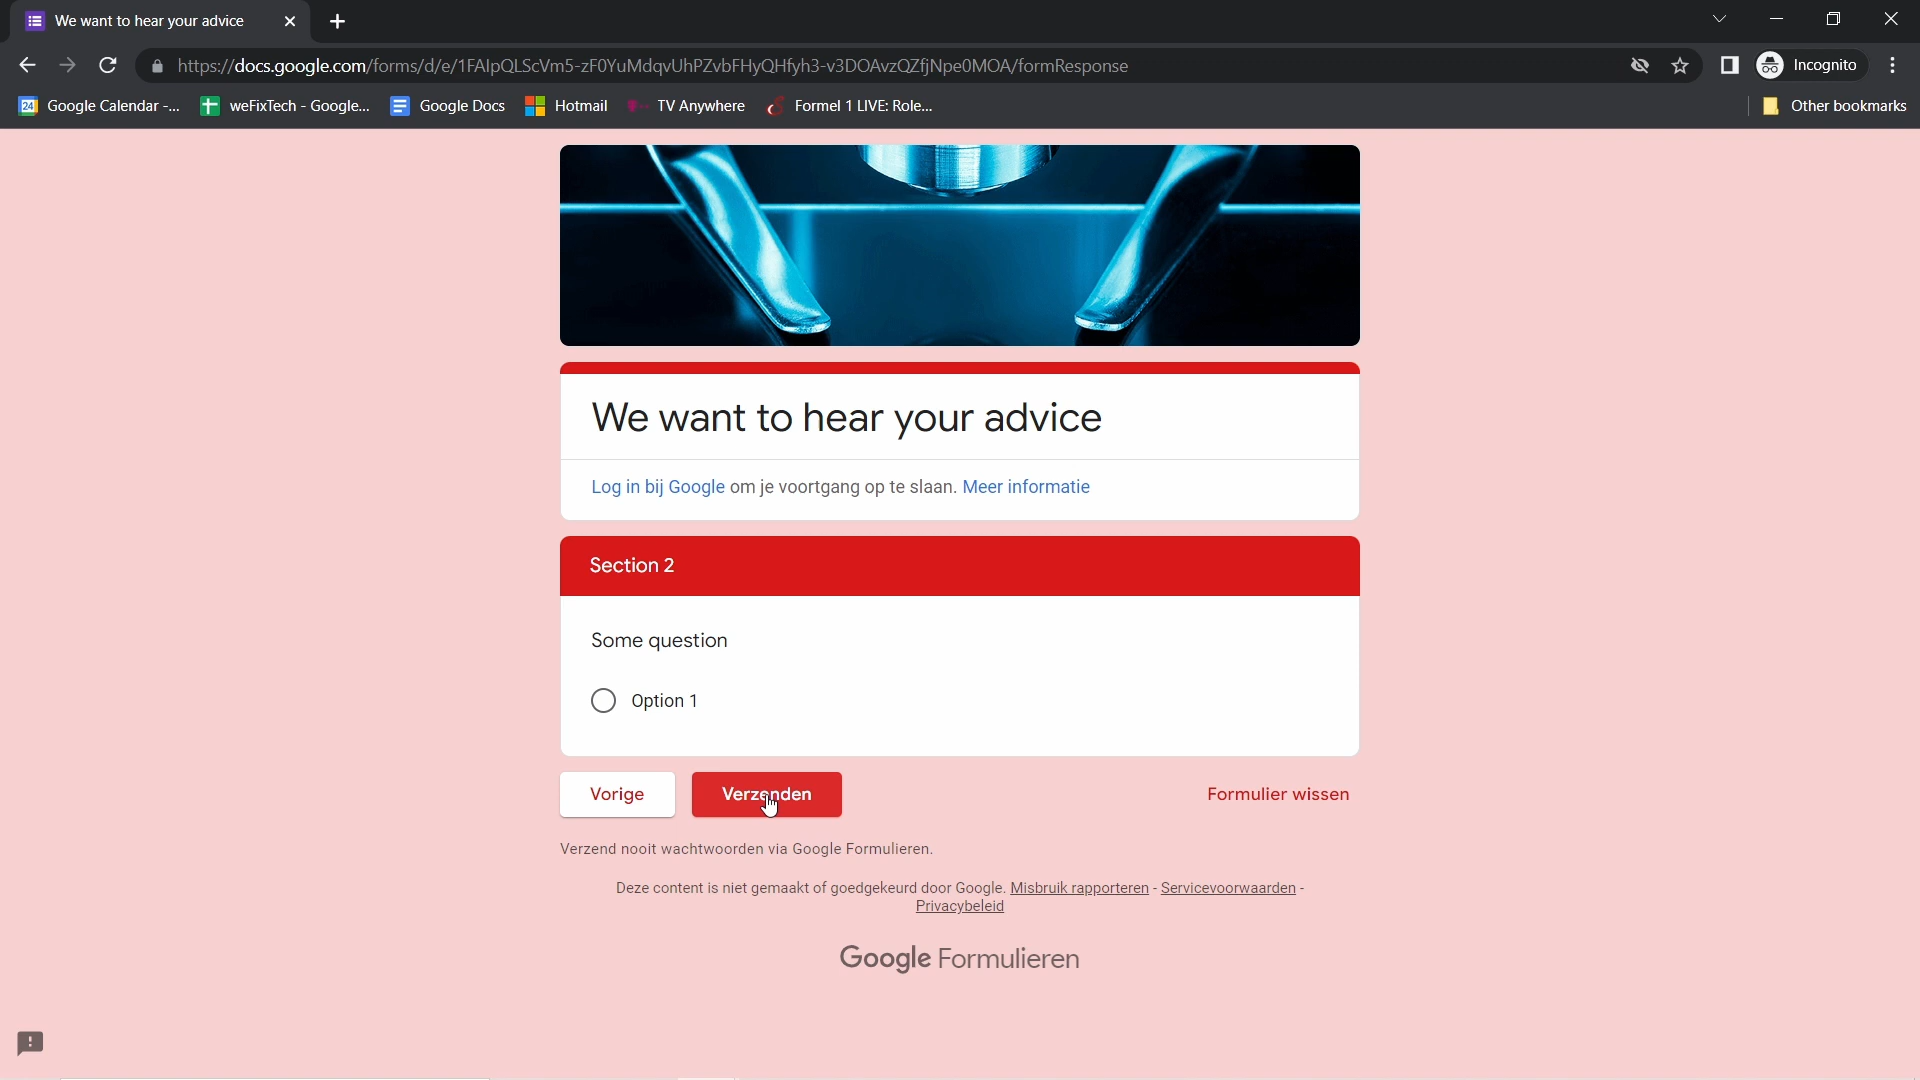 We want to hear your advice
https://docs.google.com/forms/d/e/1FAIpQLScVm5-zF0YuMdqvUhPZvbFHyQHfyh3-v3DOAvzQZfjNpe0MOA/formResponse
Incognito
24 Google Calendar -... weFixTech - Google... Google Docs Hotmail TV Anywhere Formel 1 LIVE: Role... Other bookmarks
We want to hear your advice
Log in bij Google om je voortgang op te slaan. Meer informatie
Section 2
Some question
Option 1
Vorige Verzenden Formulier wissen
Verzend nooit wachtwoorden via Google Formulieren.
Deze content is niet gemaakt of goedgekeurd door Google. Misbruik rapporteren - Servicevoorwaarden -
Privacybeleid
Google Formulieren